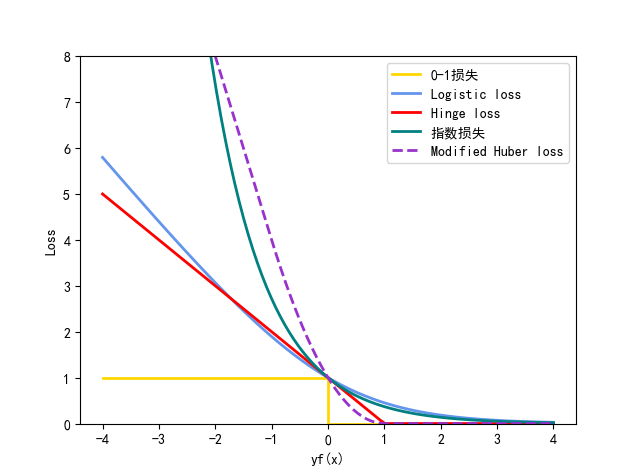 8
7
6
5
4
3
2
1
0
Loss
0-1损失
Logistic loss
Hinge loss
指数损失
Modified Huber loss
-4 -3 -2 -1 0 1 2 3 4
yf(x)